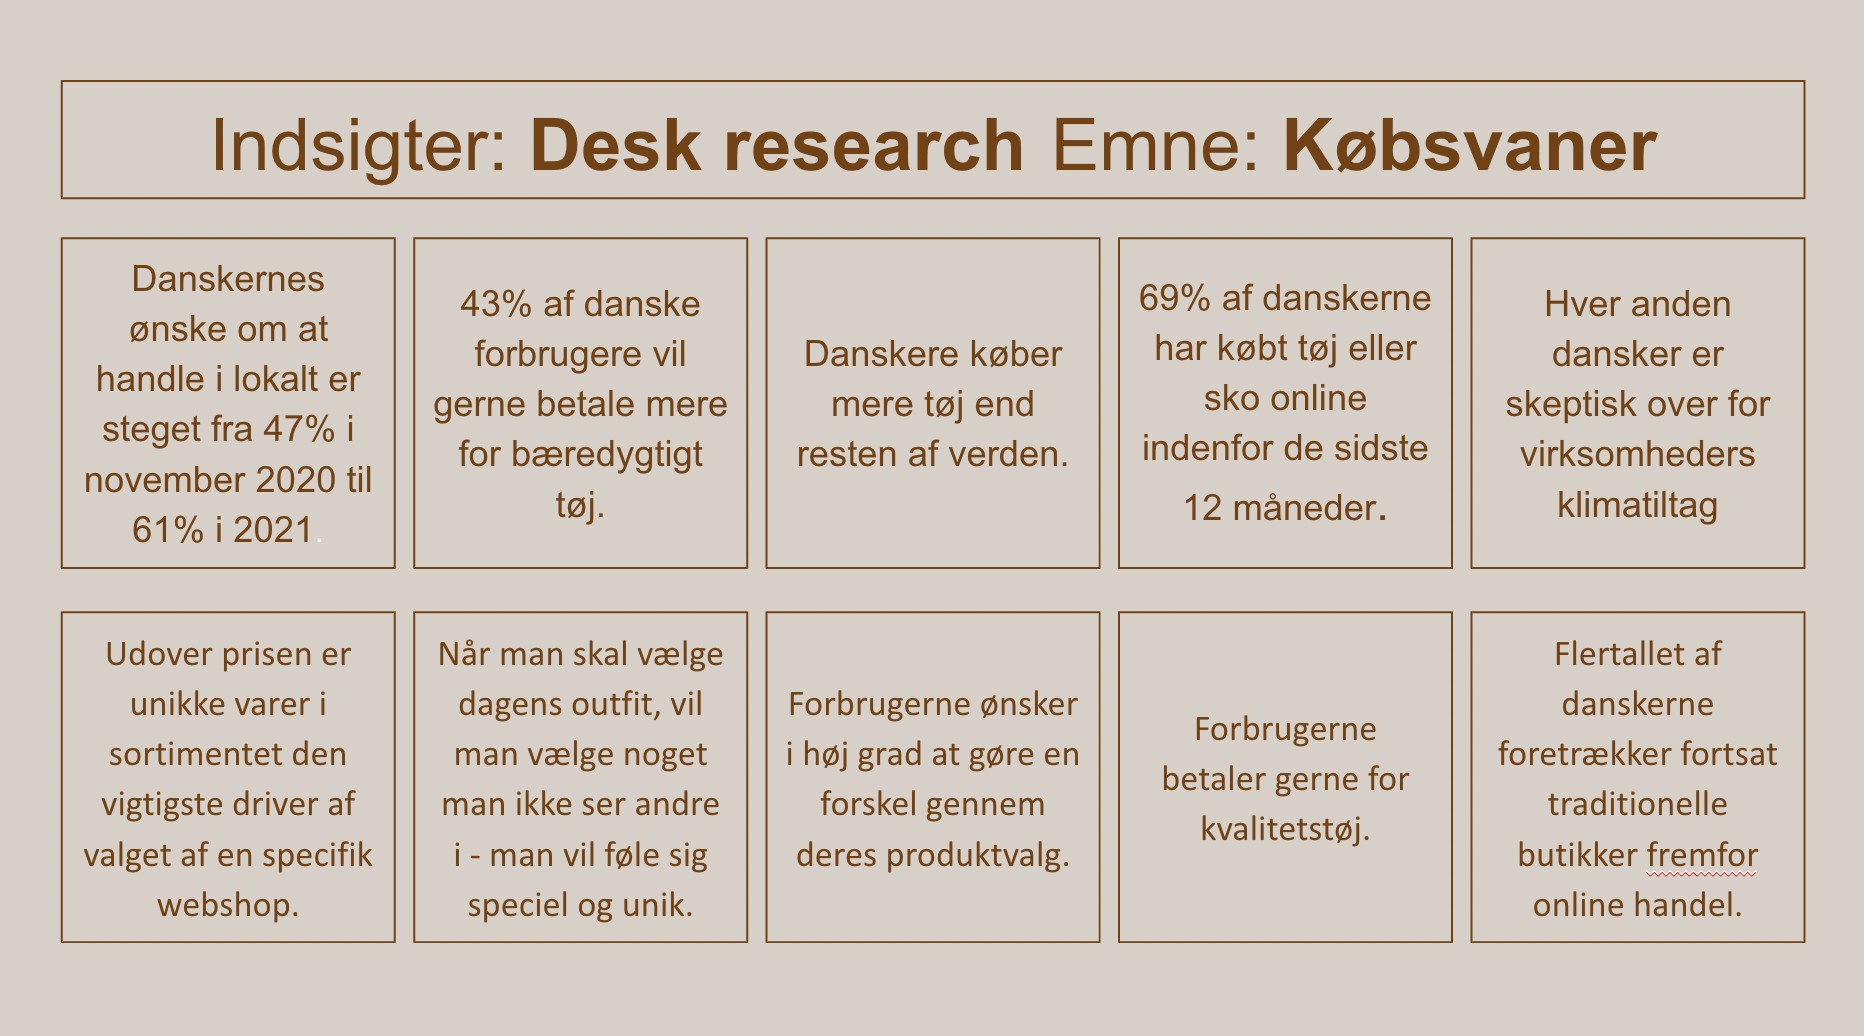 Indsigter: Desk research Emne: Købsvaner
Danskernes
ønske om at
handle i lokalt er
steget fra 47% i
november 2020 til
61% i 2021.
43% af danske
forbrugere vil
gerne betale mere
for bæredygtigt
tøj.
Danskere køber
mere tøj end
resten af verden.
69% af danskerne
har købt tøj eller
sko online
indenfor de sidste
12 måneder.
Hver anden
dansker er
skeptisk over for
virksomheders
klimatiltag
Udover prisen er
unikke varer i
sortimentet den
vigtigste driver af
valget af en specifik
webshop.
Når man skal vælge
dagens outfit, vil
man vælge noget
man ikke ser andre
i - man vil føle sig
speciel og unik.
Forbrugerne ønsker
i høj grad at gøre en
forskel gennem
deres produktvalg.
Forbrugerne
betaler gerne for
kvalitetstøj.
Flertallet af
danskerne
foretrækker fortsat
traditionelle
butikker fremfor
online handel.